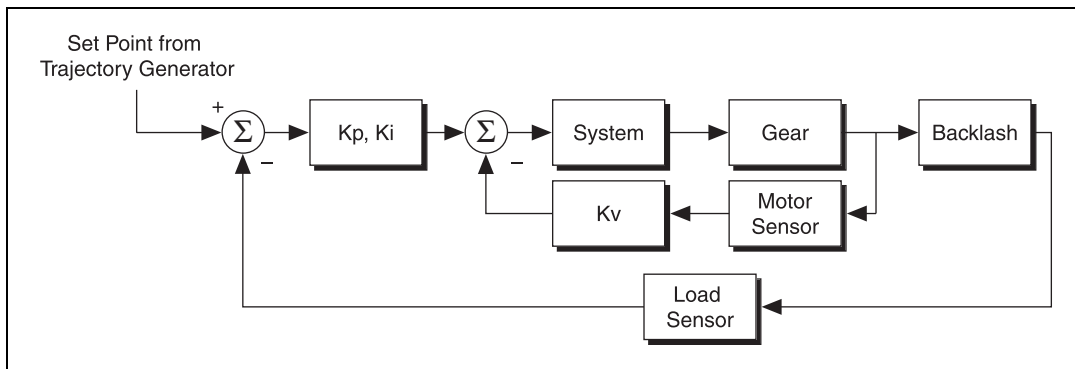 Set Point from
Trajectory Generator
+
Σ
−
Kp, Ki
Σ
−
System
Gear
Backlash
Kv
Motor
Sensor
Load
Sensor